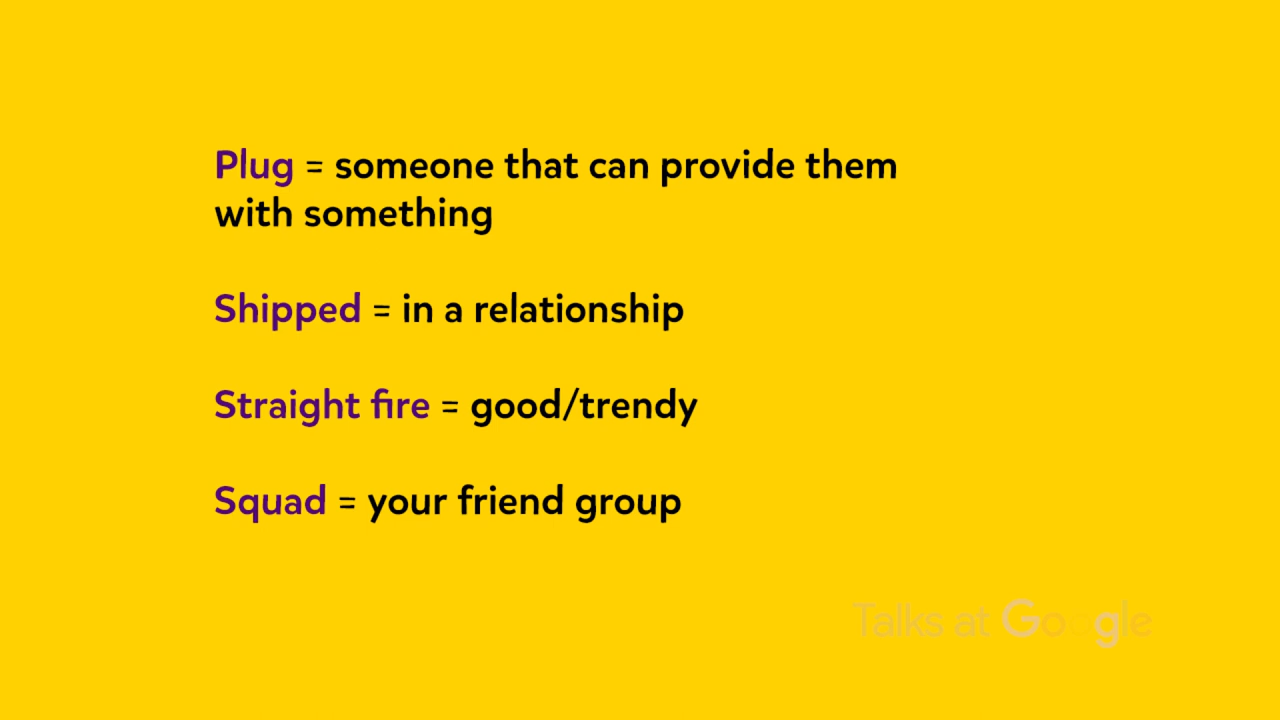 Plug = someone that can provide them
with something
Shipped = in a relationship
Straight fire = good/trendy
Squad = your friend group
Talks at Google